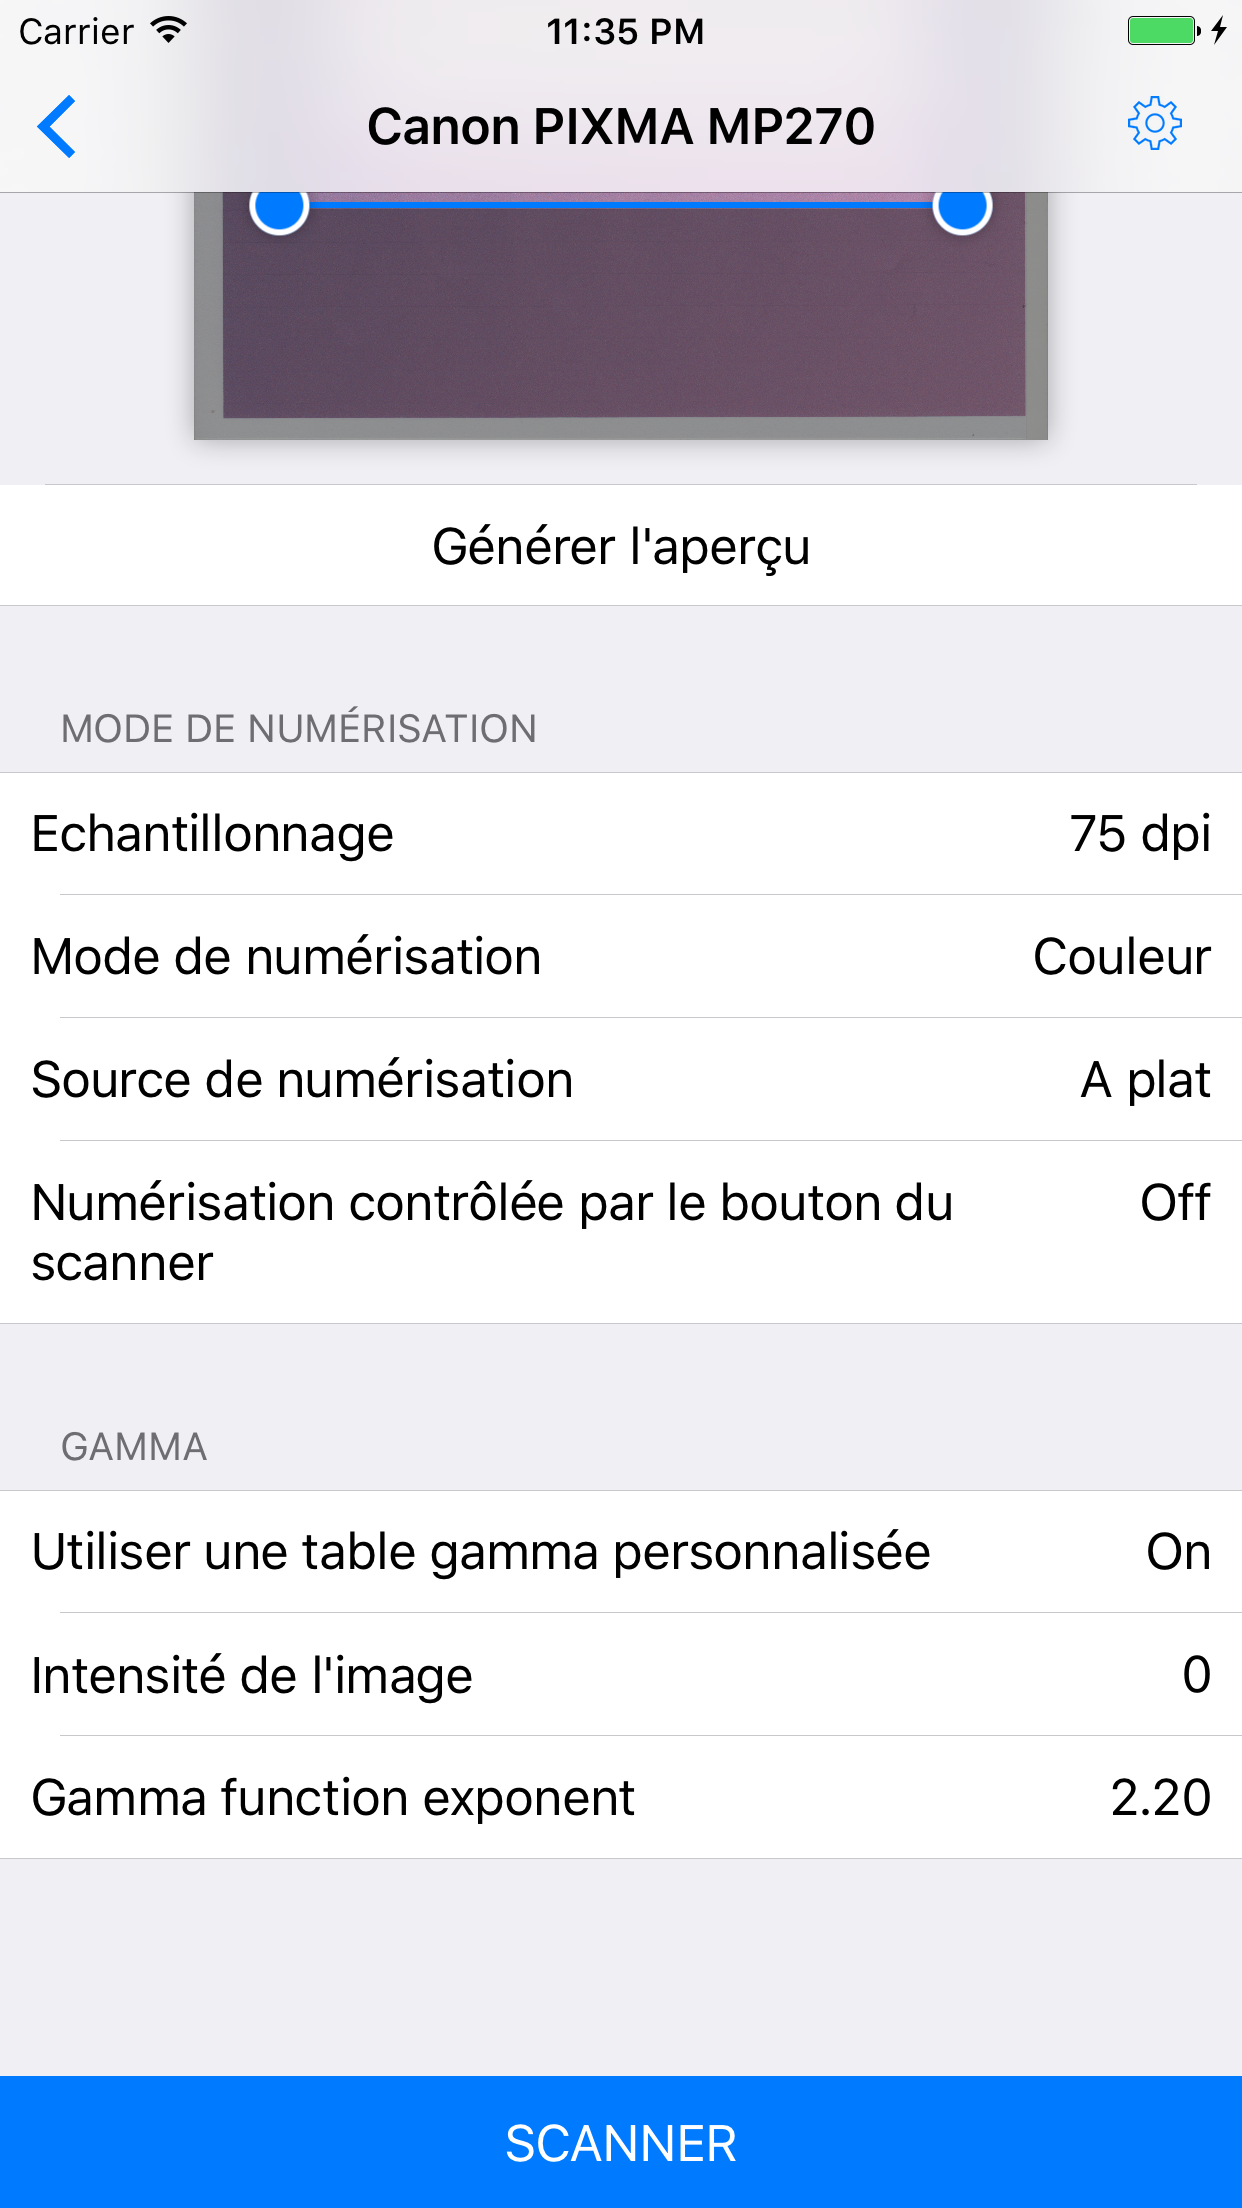 Carrier 11:35 PM
Canon PIXMA MP270
Générer l'aperçu
MODE DE NUMÉRISATION
Echantillonnage 75 dpi
Mode de numérisation Couleur
Source de numérisation A plat
Numérisation contrôlée par le bouton du Off
scanner
GAMMA
Utiliser une table gamma personnalisée On
Intensité de l'image 0
Gamma function exponent 2.20
SCANNER